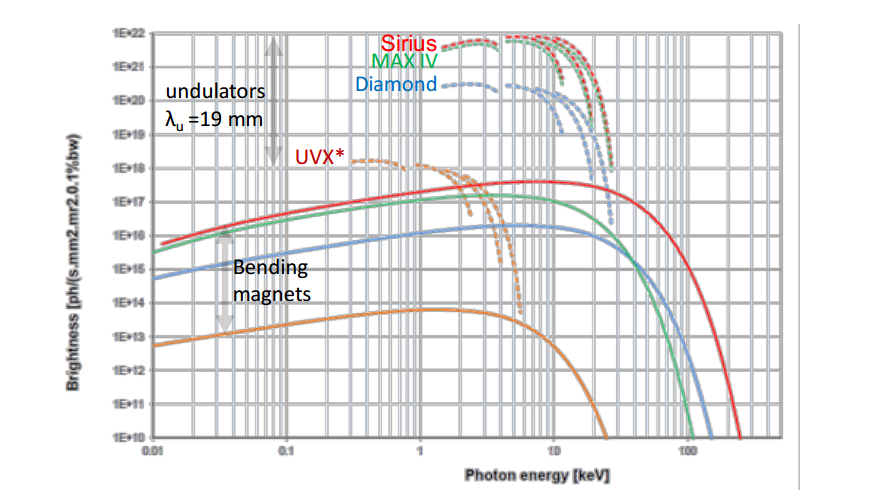 1E+22
1E+21
1E+20
1E+19
1E+18
1E+17
1E+16
1E+15
1E+14
1E+13
1E+12
1E+11
1E+10
Brightness [ph/(s.mm2.mr2.0.1%bw)]
Sirius
MAX IV
Diamond
undulators
λu =19 mm
UVX*
Bending
magnets
0.01
0.1
1
10
100
Photon energy [keV]